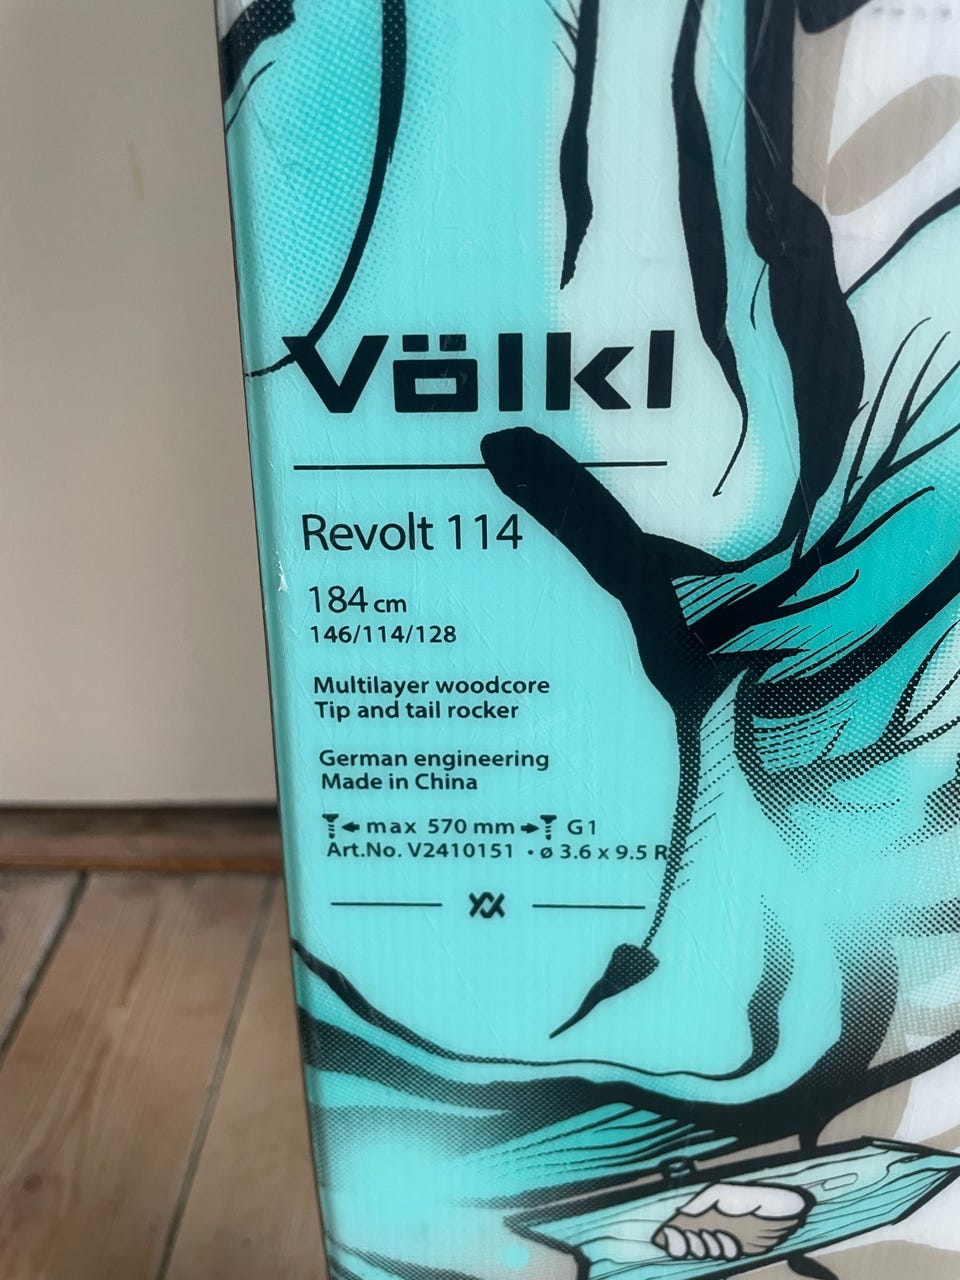 Völkl
Revolt 114
184 cm
146/114/128
Multilayer woodcore
Tip and tail rocker
German engineering
Made in China
max 570 mm G1
Art.No. V2410151 · ø 3.6 x 9.5 R